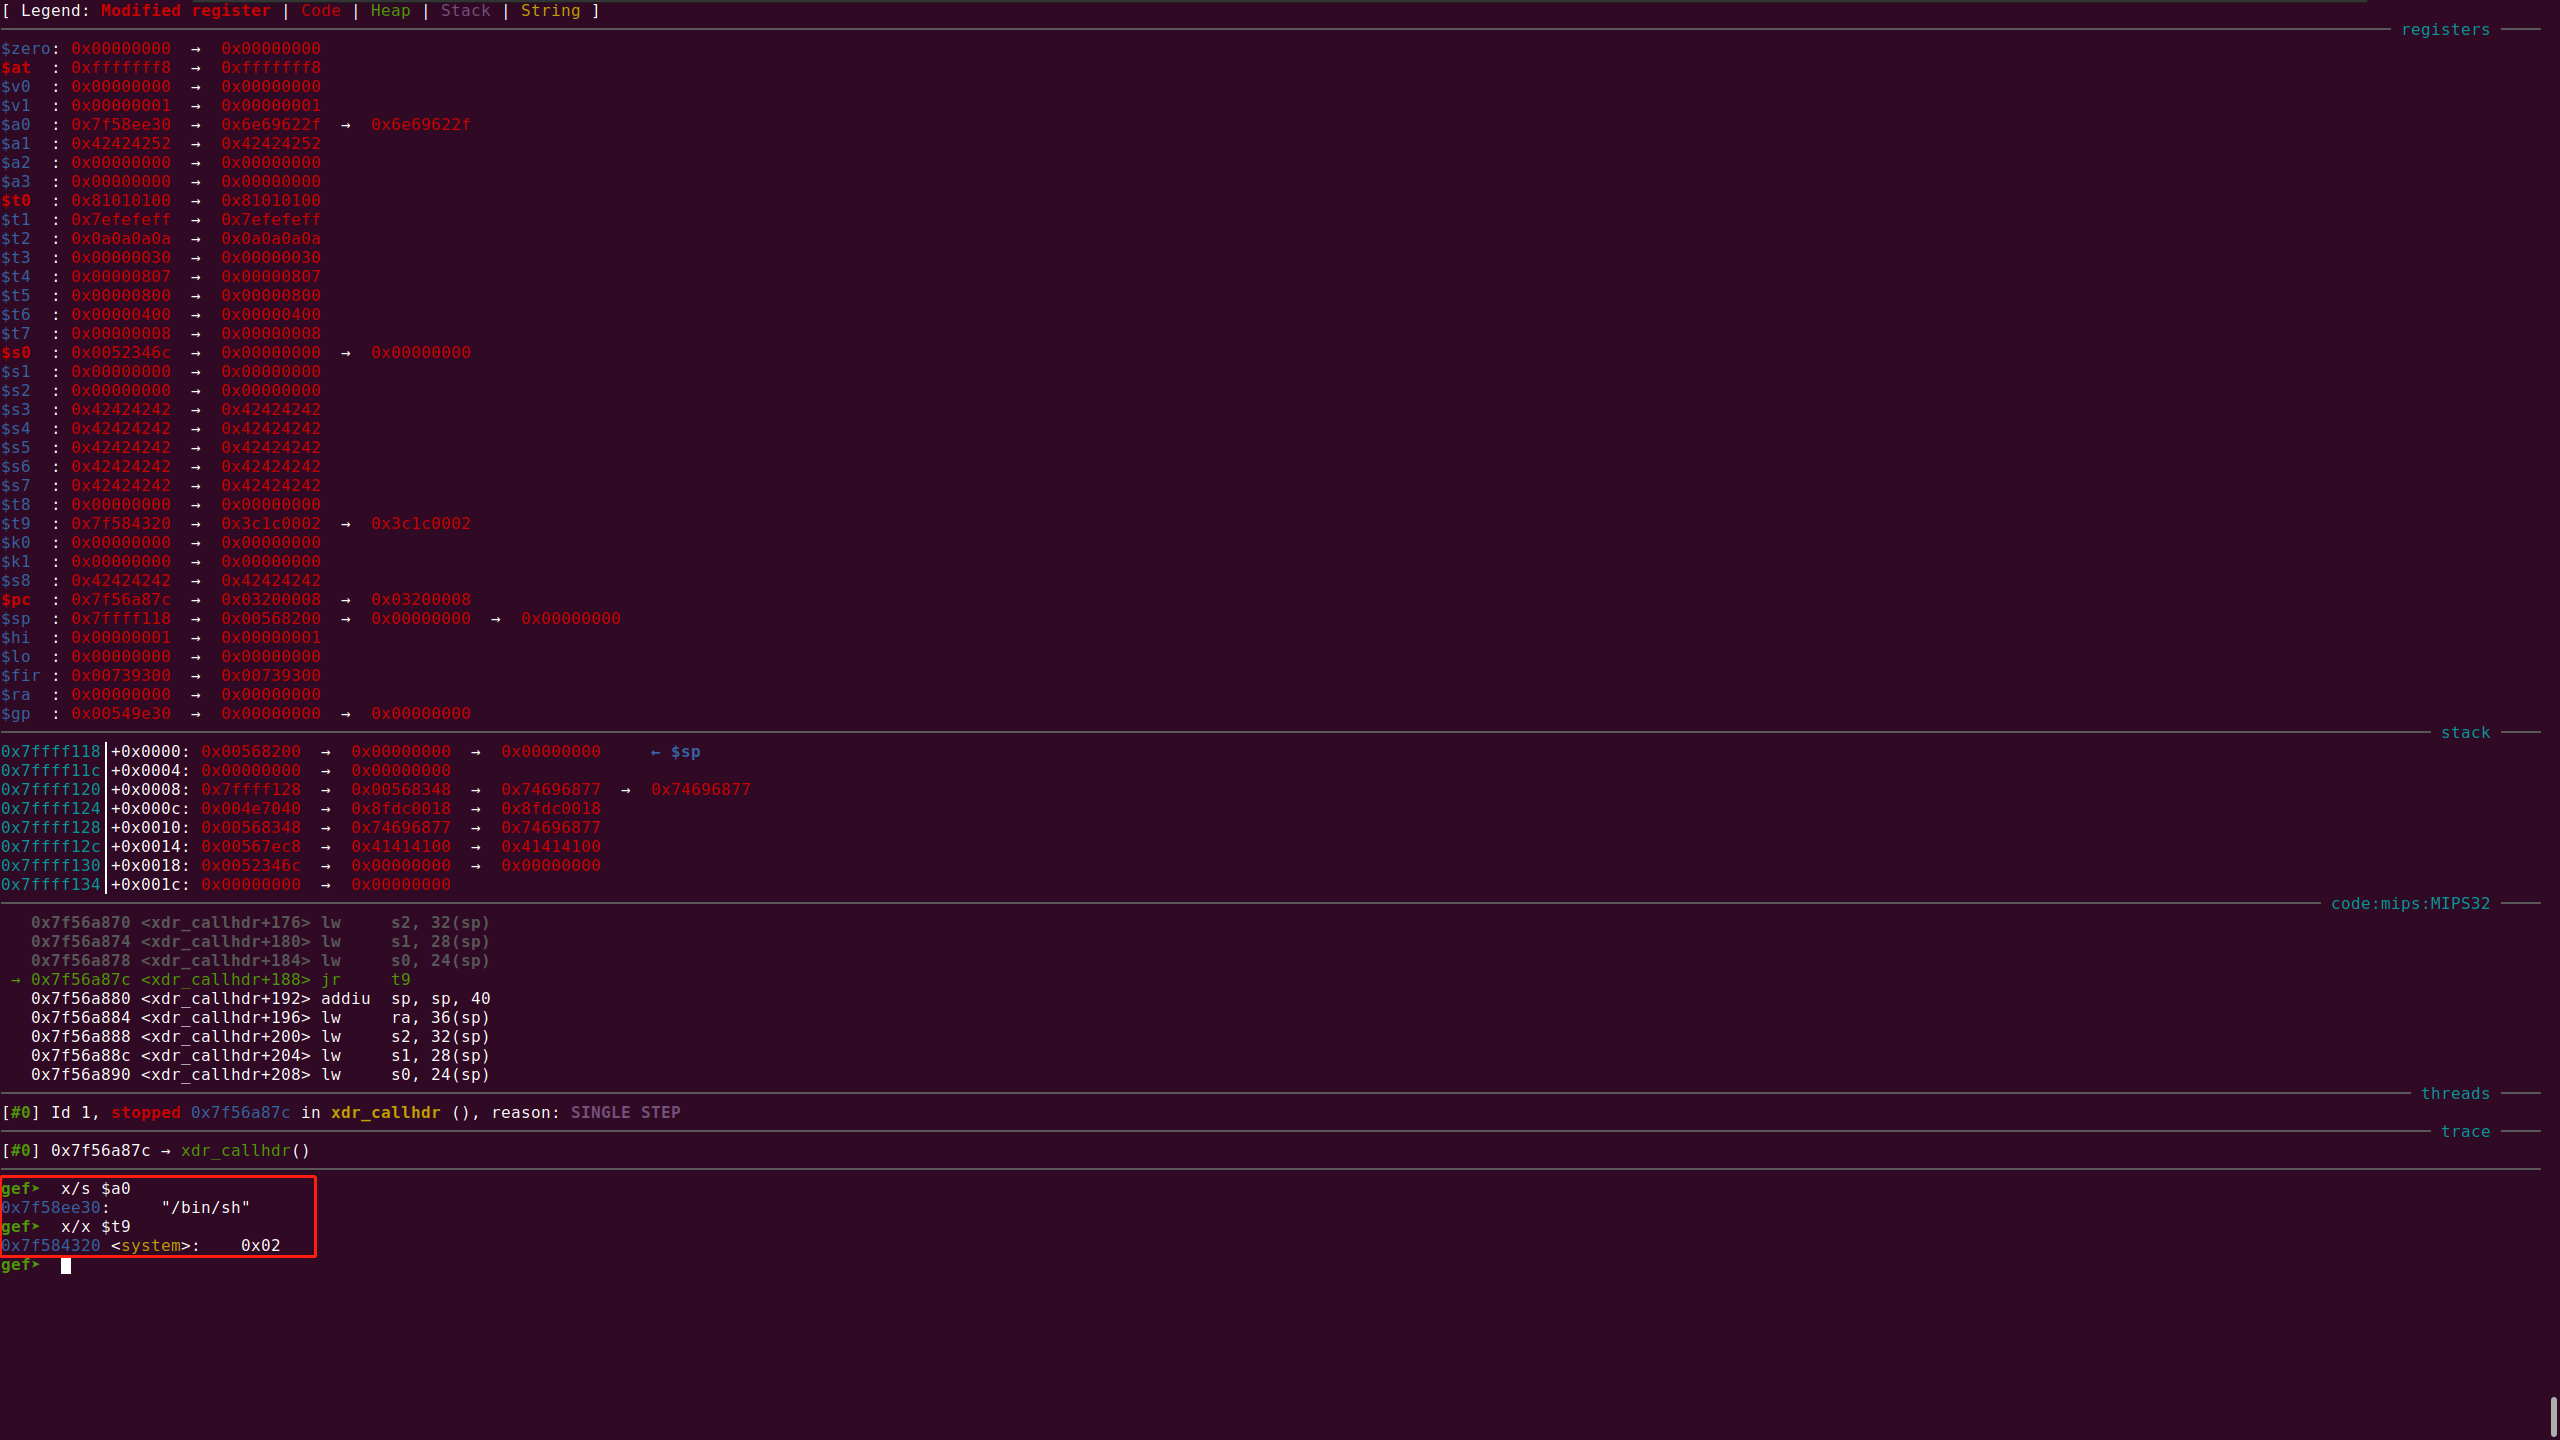 [ Legend: Modified register | Code | Heap | Stack | String ]
registers
$zero: 0x00000000  →  0x00000000
$at  : 0xfffffff8  →  0xfffffff8
$v0  : 0x00000000  →  0x00000000
$v1  : 0x00000001  →  0x00000001
$a0  : 0x7f58ee30  →  0x6e69622f  →  0x6e69622f
$a1  : 0x42424252  →  0x42424252
$a2  : 0x00000000  →  0x00000000
$a3  : 0x00000000  →  0x00000000
$t0  : 0x81010100  →  0x81010100
$t1  : 0x7efefeff  →  0x7efefeff
$t2  : 0x0a0a0a0a  →  0x0a0a0a0a
$t3  : 0x00000030  →  0x00000030
$t4  : 0x00000807  →  0x00000807
$t5  : 0x00000800  →  0x00000800
$t6  : 0x00000400  →  0x00000400
$t7  : 0x00000008  →  0x00000008
$s0  : 0x0052346c  →  0x00000000  →  0x00000000
$s1  : 0x00000000  →  0x00000000
$s2  : 0x00000000  →  0x00000000
$s3  : 0x42424242  →  0x42424242
$s4  : 0x42424242  →  0x42424242
$s5  : 0x42424242  →  0x42424242
$s6  : 0x42424242  →  0x42424242
$s7  : 0x42424242  →  0x42424242
$t8  : 0x00000000  →  0x00000000
$t9  : 0x7f584320  →  0x3c1c0002  →  0x3c1c0002
$k0  : 0x00000000  →  0x00000000
$k1  : 0x00000000  →  0x00000000
$s8  : 0x42424242  →  0x42424242
$pc  : 0x7f56a87c  →  0x03200008  →  0x03200008
$sp  : 0x7ffff118  →  0x00568200  →  0x00000000  →  0x00000000
$hi  : 0x00000001  →  0x00000001
$lo  : 0x00000000  →  0x00000000
$fir : 0x00739300  →  0x00739300
$ra  : 0x00000000  →  0x00000000
$gp  : 0x00549e30  →  0x00000000  →  0x00000000
stack
0x7ffff118│+0x0000: 0x00568200  →  0x00000000  →  0x00000000     ← $sp
0x7ffff11c│+0x0004: 0x00000000  →  0x00000000
0x7ffff120│+0x0008: 0x7ffff128  →  0x00568348  →  0x74696877  →  0x74696877
0x7ffff124│+0x000c: 0x004e7040  →  0x8fdc0018  →  0x8fdc0018
0x7ffff128│+0x0010: 0x00568348  →  0x74696877  →  0x74696877
0x7ffff12c│+0x0014: 0x00567ec8  →  0x41414100  →  0x41414100
0x7ffff130│+0x0018: 0x0052346c  →  0x00000000  →  0x00000000
0x7ffff134│+0x001c: 0x00000000  →  0x00000000
code:mips:MIPS32
0x7f56a870 <xdr_callhdr+176> lw     s2, 32(sp)
0x7f56a874 <xdr_callhdr+180> lw     s1, 28(sp)
0x7f56a878 <xdr_callhdr+184> lw     s0, 24(sp)
→ 0x7f56a87c <xdr_callhdr+188> jr     t9
0x7f56a880 <xdr_callhdr+192> addiu  sp, sp, 40
0x7f56a884 <xdr_callhdr+196> lw     ra, 36(sp)
0x7f56a888 <xdr_callhdr+200> lw     s2, 32(sp)
0x7f56a88c <xdr_callhdr+204> lw     s1, 28(sp)
0x7f56a890 <xdr_callhdr+208> lw     s0, 24(sp)
threads
[#0] Id 1, stopped 0x7f56a87c in xdr_callhdr (), reason: SINGLE STEP
trace
[#0] 0x7f56a87c → xdr_callhdr()
gef➤  x/s $a0
0x7f58ee30:     "/bin/sh"
gef➤  x/x $t9
0x7f584320 <system>:    0x02
gef➤